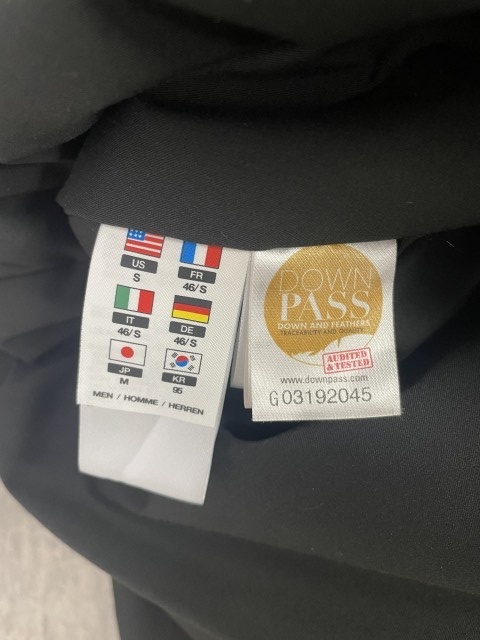 US
S
FR
46/S
IT
46/S
DE
46/S
JP
M
KR
95
MEN / HOMME / HERREN
DOWN
PASS
DOWN AND FEATHERS
TRACEABILITY AND QUALITY
AUDITED
& TESTED
www.downpass.com
G03192045